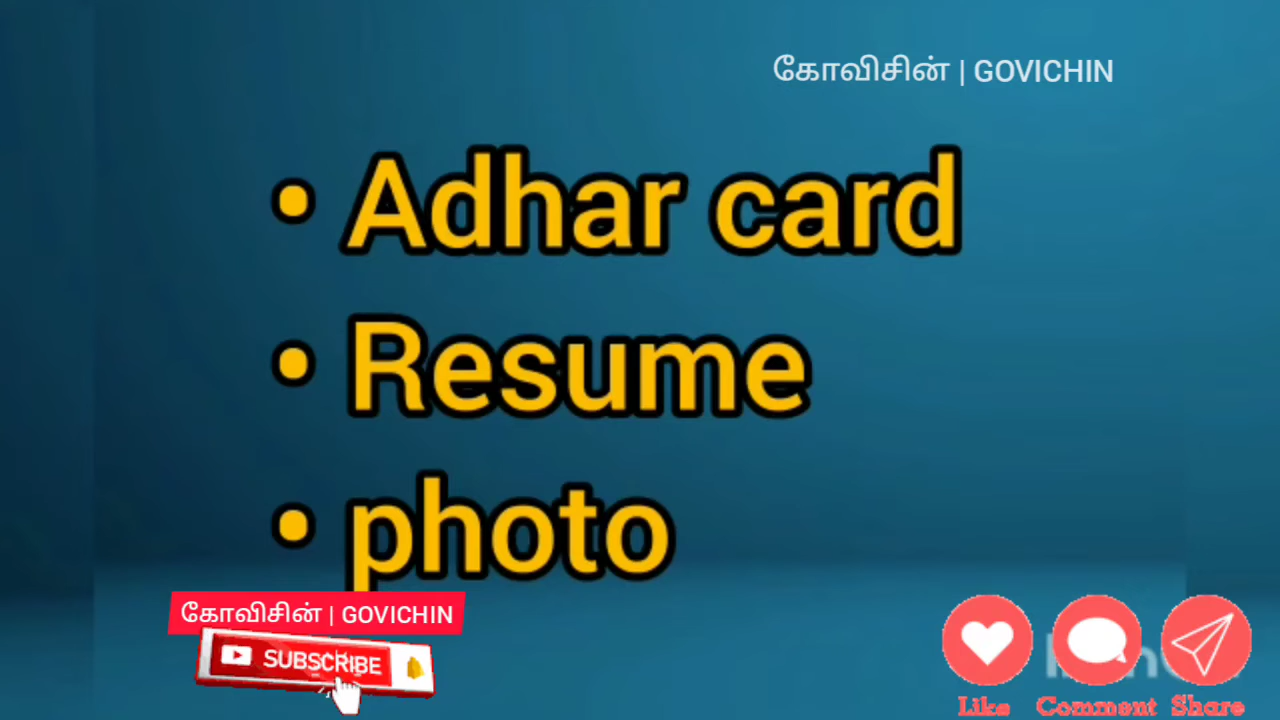 கோவிசின் | GOVICHIN
• Adhar card
• Resume
• photo
கோவிசின் | GOVICHIN
SUBSCRIBE
Like Comment Share